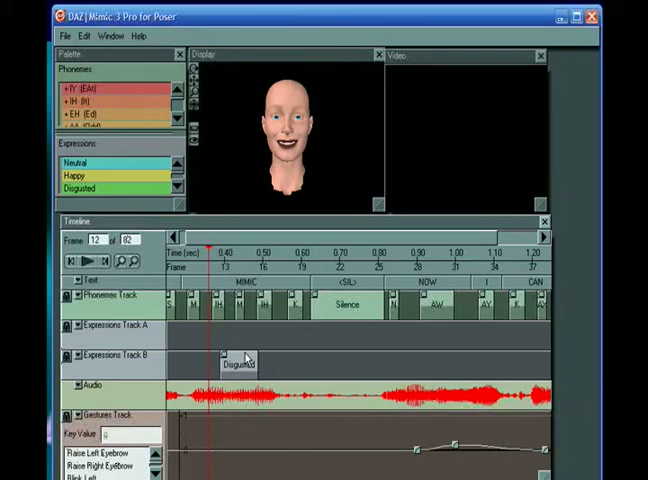 DAZ|Mimic 3 Pro for Poser
File Edit Window Help
Palette
Display
Video
Phonemes
+ IY (EAt)
+ IH (It)
+ EH (Ed)
Expressions
Neutral
Happy
Disgusted
Timeline
Frame 12 of 82
Time (sec) 0.40 0.50 0.60 0.70 0.80 0.90 1.00 1.10 1.20
Frame 13 16 19 22 25 28 31 34 37
Text MIMIC <SIL> NOW I CAN
Phonemes Track S M IH M IH K Silence N AW AY K
Expressions Track A
Expressions Track B
Disgusted
Audio
Gestures Track
Key Value
Raise Left Eyebrow
Raise Right Eyebrow
Blink Left